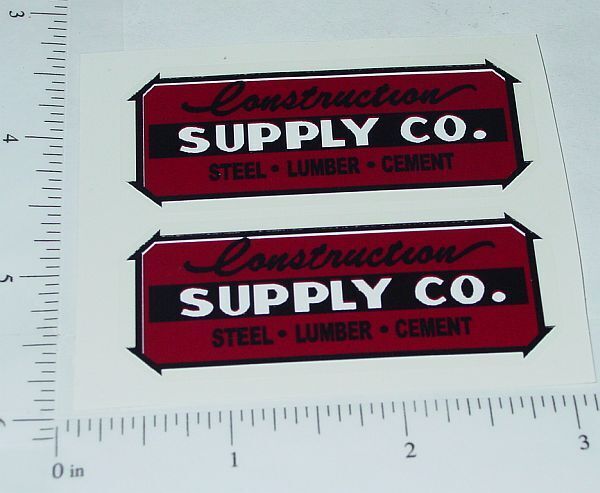 3
4
5
6
Construction
SUPPLY CO.
STEEL • LUMBER • CEMENT
Construction
SUPPLY CO.
STEEL • LUMBER • CEMENT
0 in
1
2
3